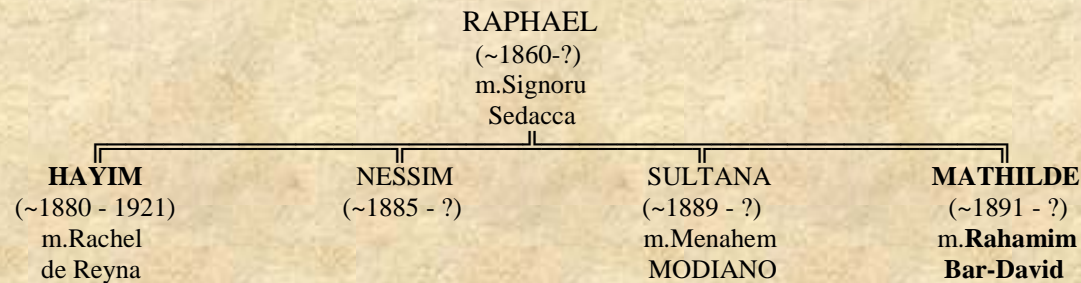 RAPHAEL
(~1860-?)
m.Signoru
Sedacca
HAYIM
(~1880 - 1921)
m.Rachel
de Reyna
NESSIM
(~1885 - ?)
SULTANA
(~1889 - ?)
m.Menahem
MODIANO
MATHILDE
(~1891 - ?)
m.Rahamim
Bar-David